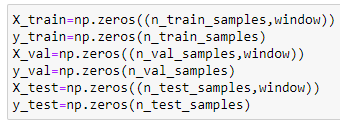 X_train=np.zeros((n_train_samples,window))
y_train=np.zeros(n_train_samples)
X_val=np.zeros((n_val_samples,window))
y_val=np.zeros(n_val_samples)
X_test=np.zeros((n_test_samples,window))
y_test=np.zeros(n_test_samples)